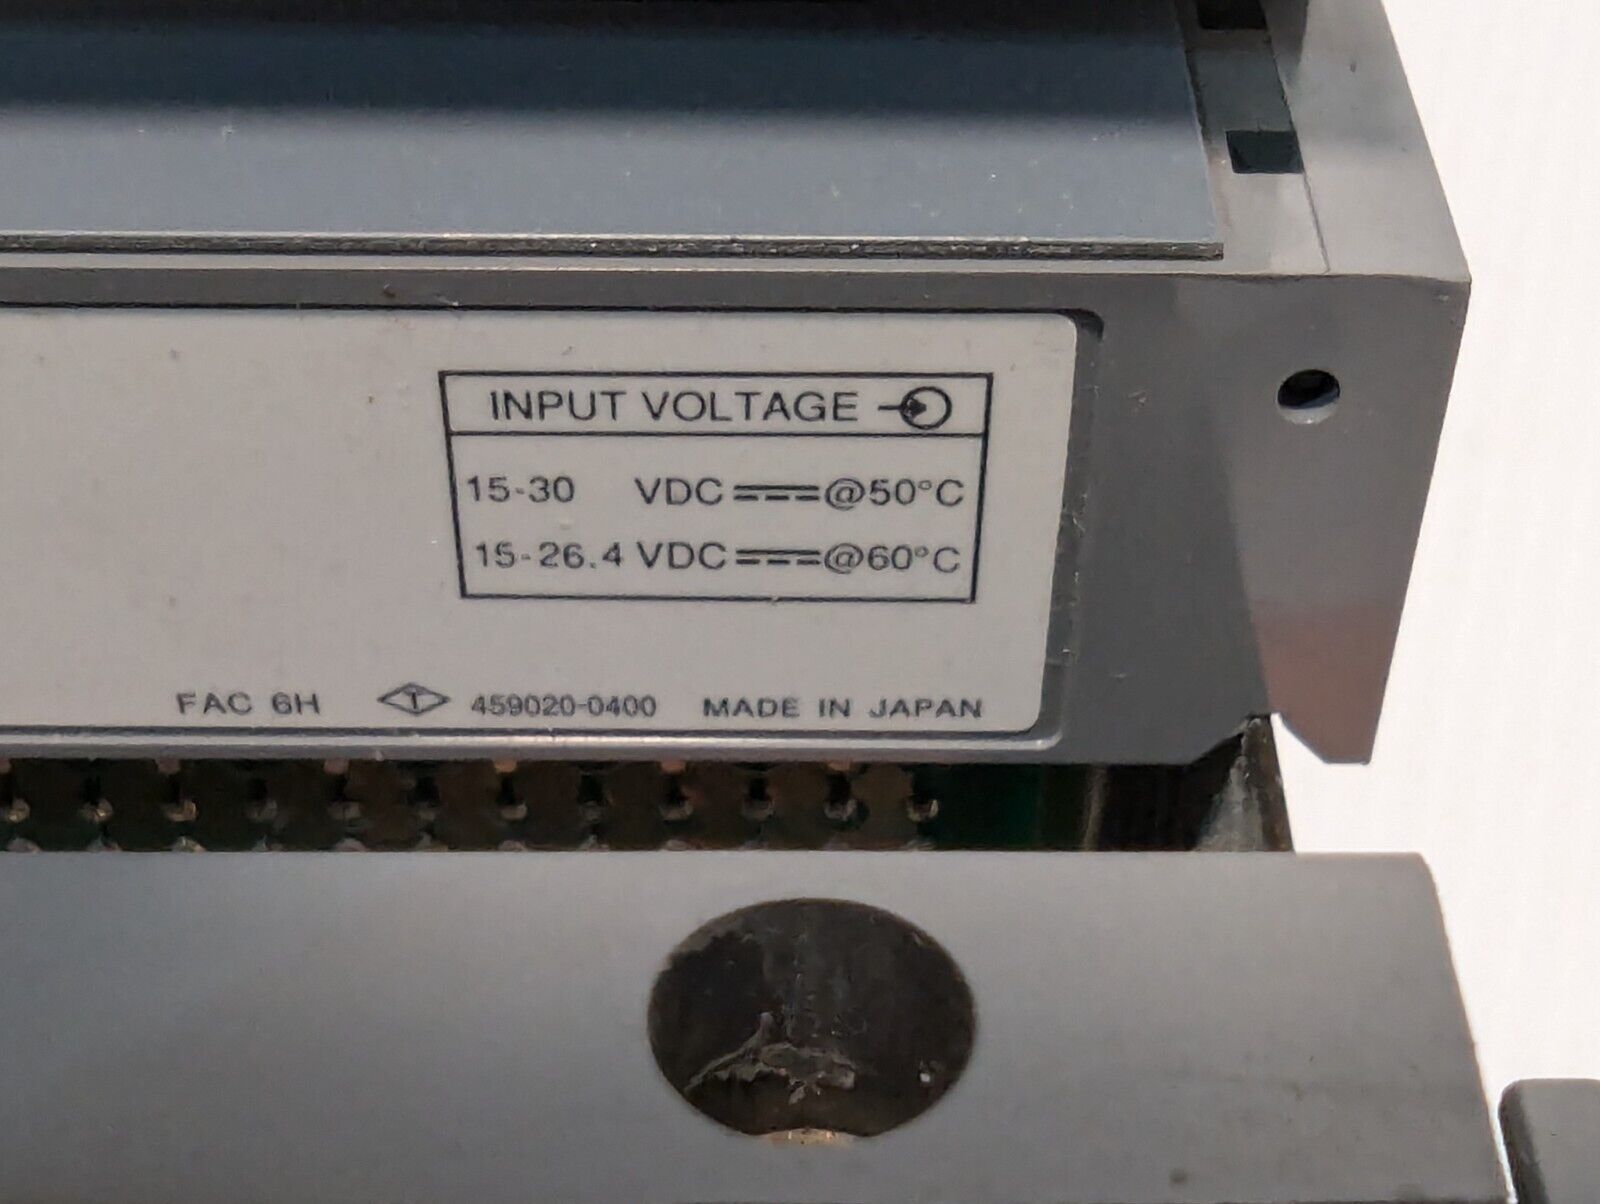 INPUT VOLTAGE
15-30 VDC @50°C
15-26.4 VDC @60°C
FAC 6H T 459020-0400 MADE IN JAPAN